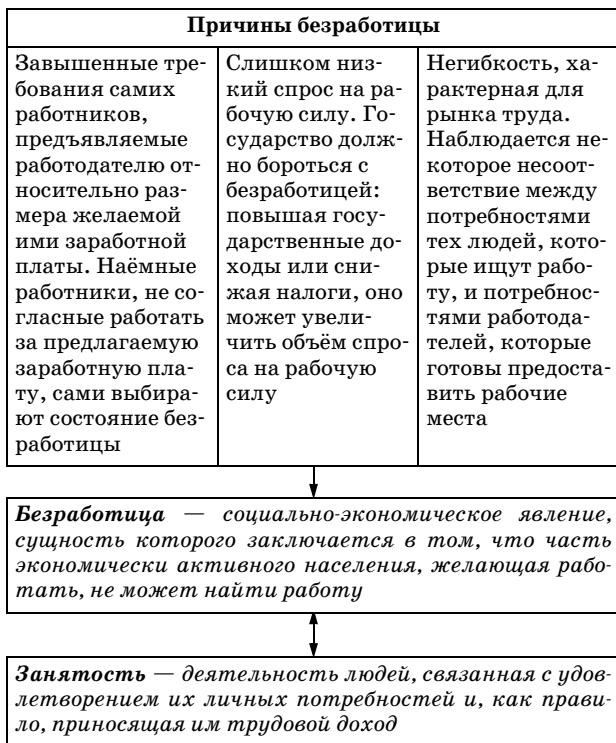 Причины безработицы
Завышенные тре-
бования самих
работников,
предъявляемые
работодателю от-
носительно раз-
мера желаемой
ими заработной
платы. Наёмные
работники, не со-
гласные работать
за предлагаемую
заработную пла-
ту, сами выбира-
ют состояние без-
работицы
Слишком низ-
кий спрос на ра-
бочую силу. Го-
сударство долж-
но бороться с
безработицей:
повышая госу-
дарственные до-
ходы или сни-
жая налоги, оно
может увели-
чить объём спро-
са на рабочую
силу
Негибкость, ха-
рактерная для
рынка труда.
Наблюдается не-
которое несоот-
ветствие между
потребностями
тех людей, кото-
рые ищут рабо-
ту, и потребнос-
тями работода-
телей, которые
готовы предоста-
вить рабочие
места
Безработица — социально-экономическое явление,
сущность которого заключается в том, что часть
экономически активного населения, желающая рабо-
тать, не может найти работу
Занятость — деятельность людей, связанная с удов-
летворением их личных потребностей и, как прави-
ло, приносящая им трудовой доход